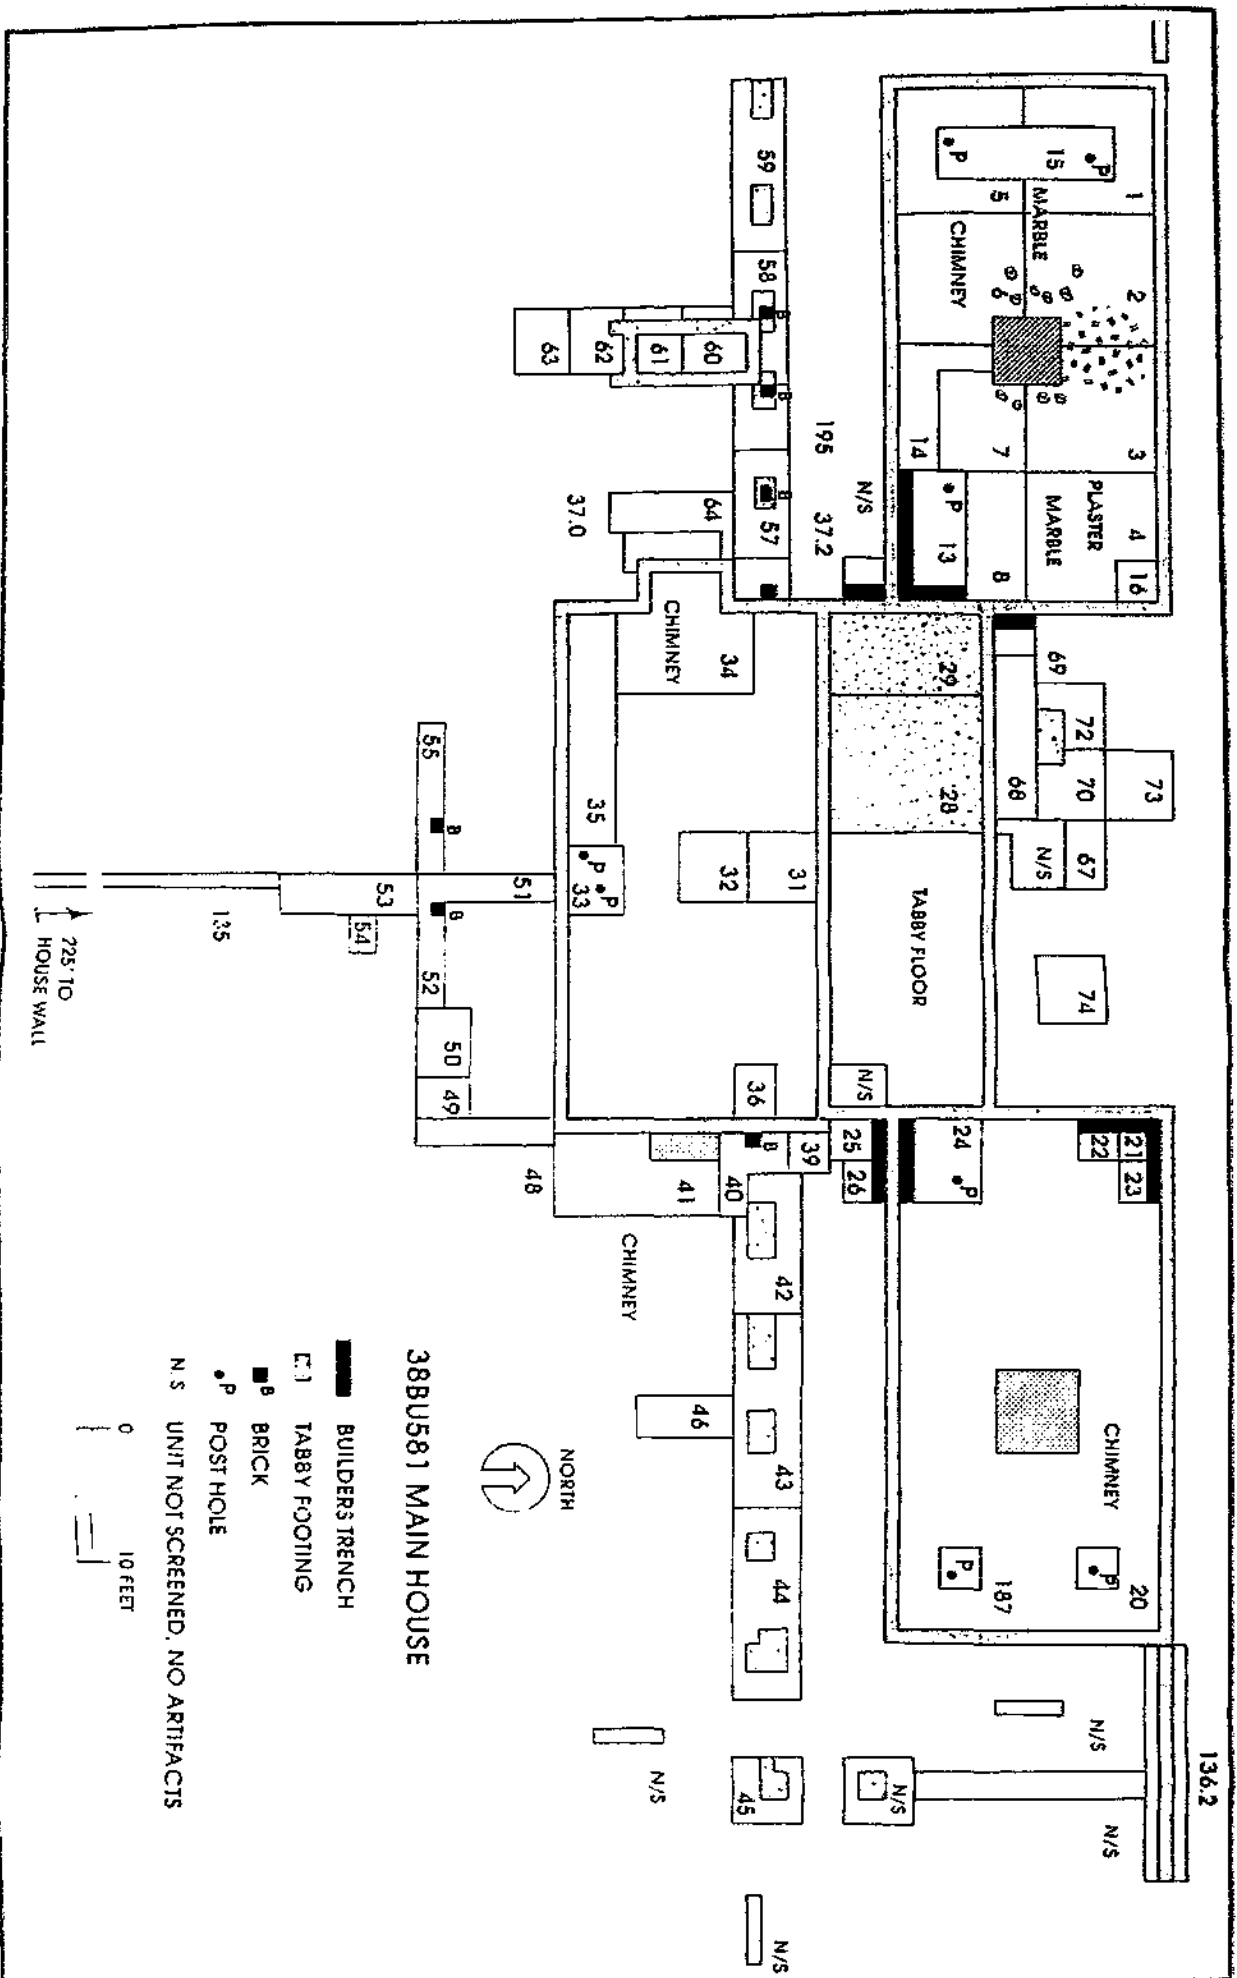 136.2
1
2
3
4
16
15
P
P
5
MARBLE
CHIMNEY
6
7
8
14
PLASTER
MARBLE
P
13
N/S
195
37.2
59
58
B
B
B
57
60
61
62
63
64
37.0
69
72
73
70
68
67
N/S
74
29
28
TABBY FLOOR
N/S
CHIMNEY
34
35
P
P
33
32
31
36
55
B
B
51
53
54
52
50
49
135
225' TO
HOUSE WALL
21
22
23
24
P
25
26
39
B
40
41
48
CHIMNEY
42
43
44
45
46
CHIMNEY
20
P
187
P
N/S
N/S
N/S
N/S
N/S
NORTH
38BU581 MAIN HOUSE
BUILDERS TRENCH
TABBY FOOTING
B BRICK
P POST HOLE
N.S UNIT NOT SCREENED, NO ARTIFACTS
0 10 FEET